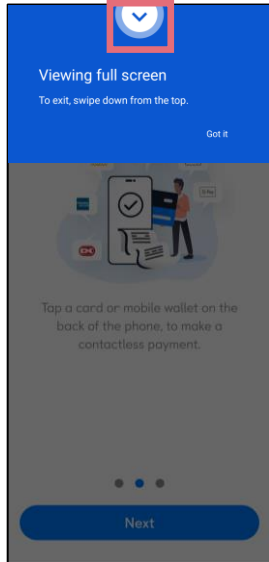 Viewing full screen
To exit, swipe down from the top.
Got it
Tap a card or mobile wallet on the
back of the phone, to make a
contactless payment.
Next